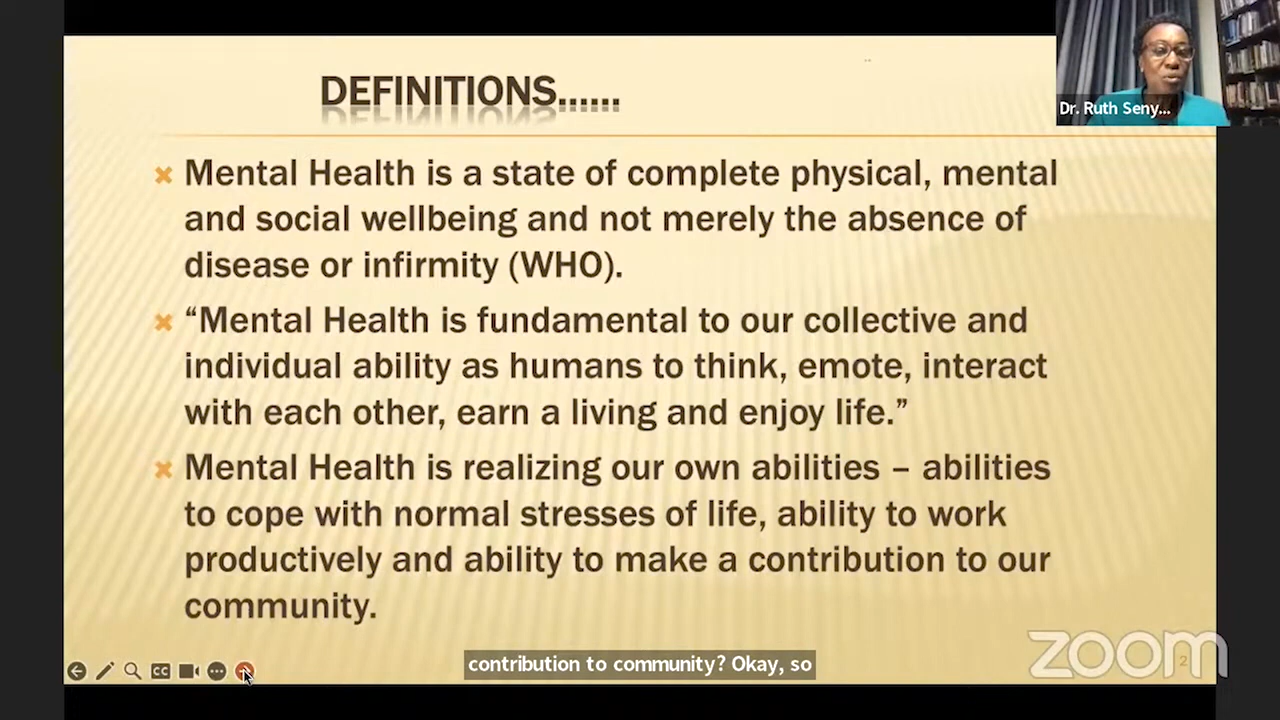 DEFINITIONS......
Dr. Ruth Seny...
Mental Health is a state of complete physical, mental
and social wellbeing and not merely the absence of
disease or infirmity (WHO).
“Mental Health is fundamental to our collective and
individual ability as humans to think, emote, interact
with each other, earn a living and enjoy life.”
Mental Health is realizing our own abilities – abilities
to cope with normal stresses of life, ability to work
productively and ability to make a contribution to our
community.
CC
contribution to community? Okay, so
zoom
2